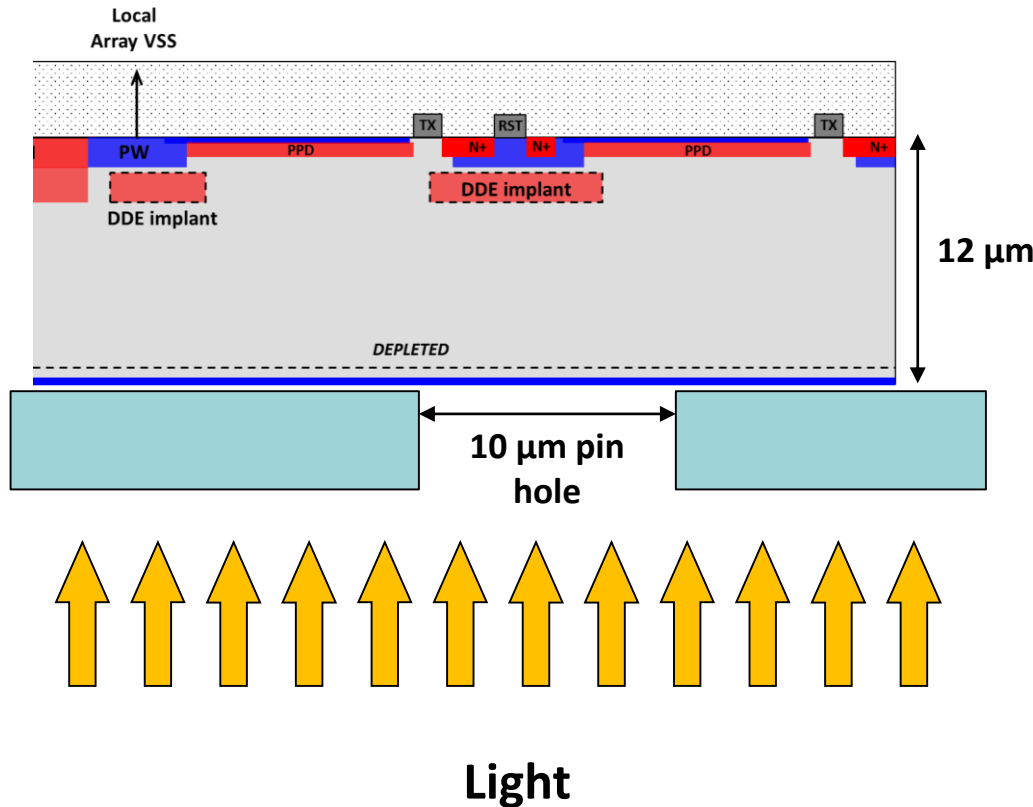 Local
Array VSS
TX
RST
TX
PW
PPD
N+
N+
PPD
N+
DDE implant
DDE implant
12 µm
DEPLETED
10 µm pin
hole
Light